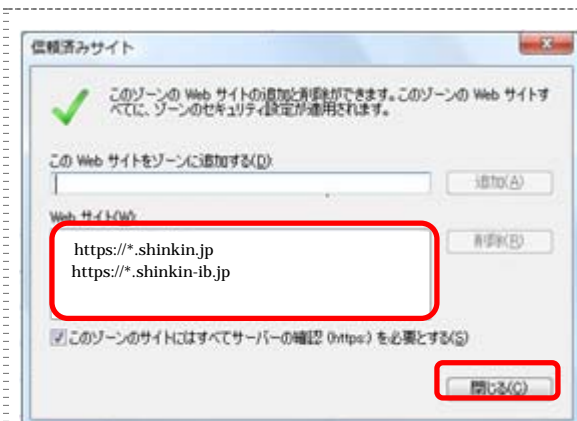 信頼済みサイト
このゾーンの Web サイトの追加と削除ができます。このゾーンの Web サイトす
べてに、ゾーンのセキュリティ設定が適用されます。
この Web サイトをゾーンに追加する(D):
追加(A)
Web サイト(W):
https://*.shinkin.jp
https://*.shinkin-ib.jp
削除(R)
このゾーンのサイトにはすべてサーバーの確認 (https:) を必要とする(S)
閉じる(C)